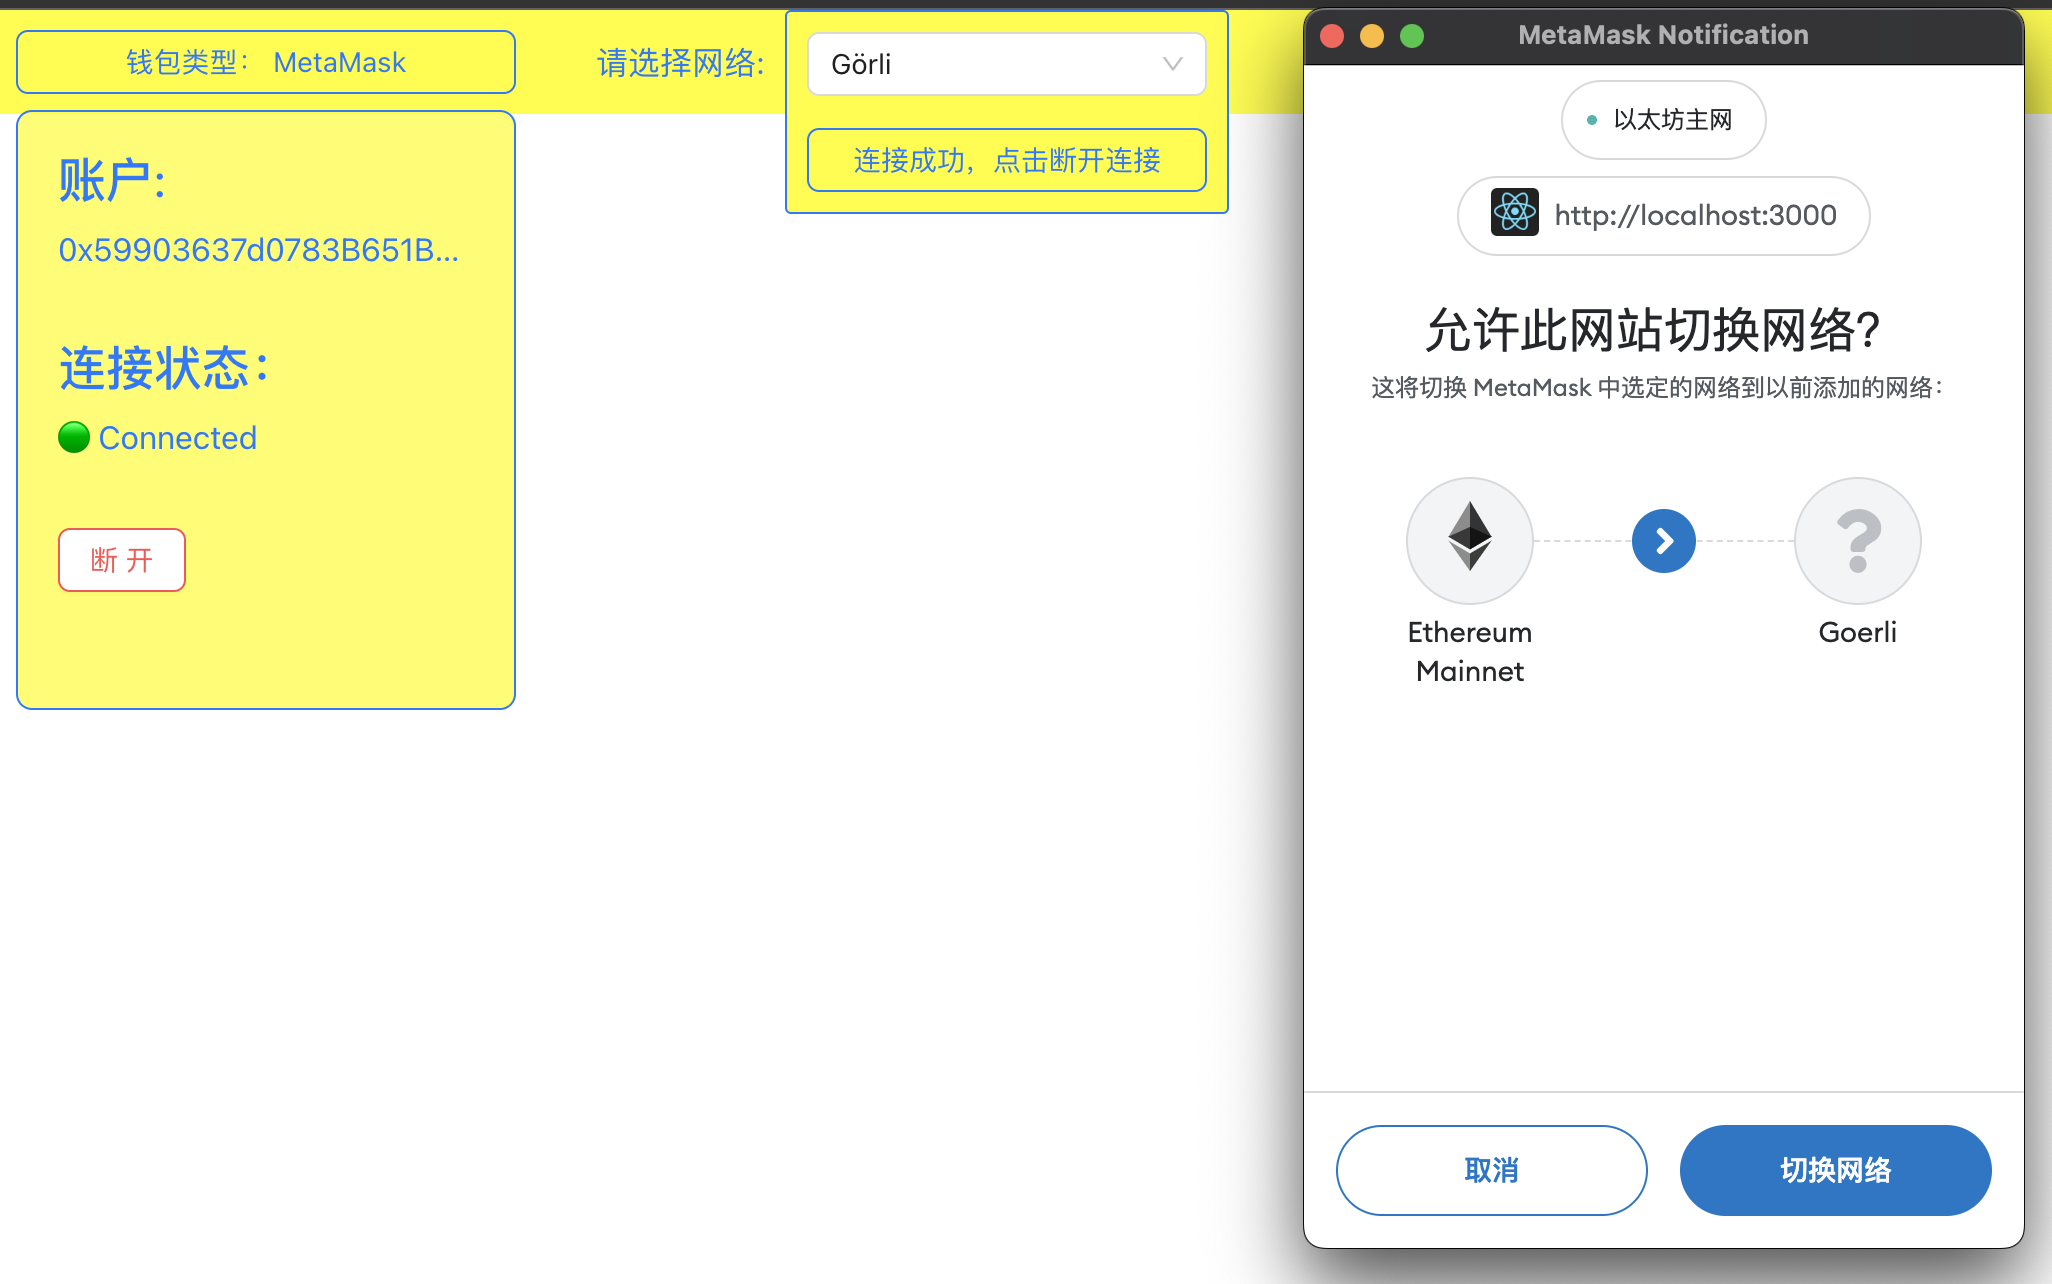 钱包类型： MetaMask
请选择网络:
Görli
连接成功，点击断开连接
账户:
0x59903637d0783B651B...
连接状态：
Connected
断 开
MetaMask Notification
以太坊主网
http://localhost:3000
允许此网站切换网络？
这将切换 MetaMask 中选定的网络到以前添加的网络：
Ethereum
Mainnet
Goerli
取消
切换网络